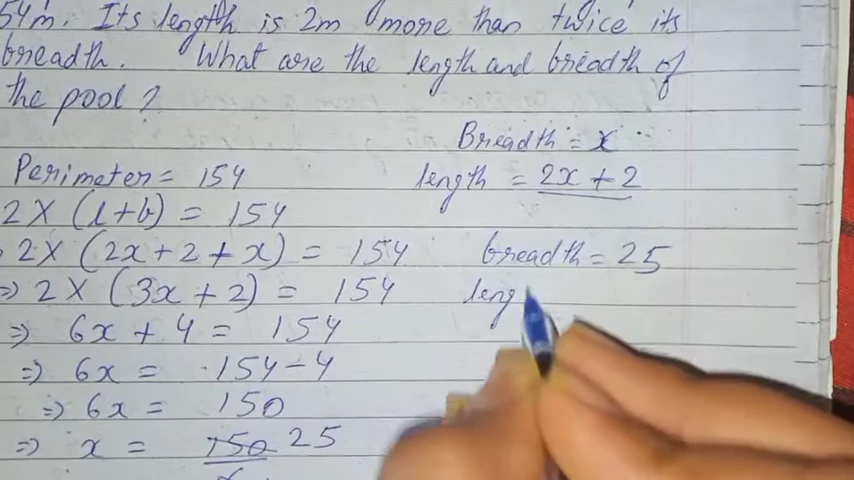 54m. Its length is 2m more than twice its
breadth. What are the length and breadth of
the pool?
Breadth = x
Perimeter = 154
length = 2x + 2
2 X (l+b) = 154
2 X (2x + 2 + x) = 154
breadth = 25
=> 2 X (3x + 2) = 154
leng
=> 6x + 4 = 154
=> 6x = 154 - 4
=> 6x = 150
=> x = 150 25